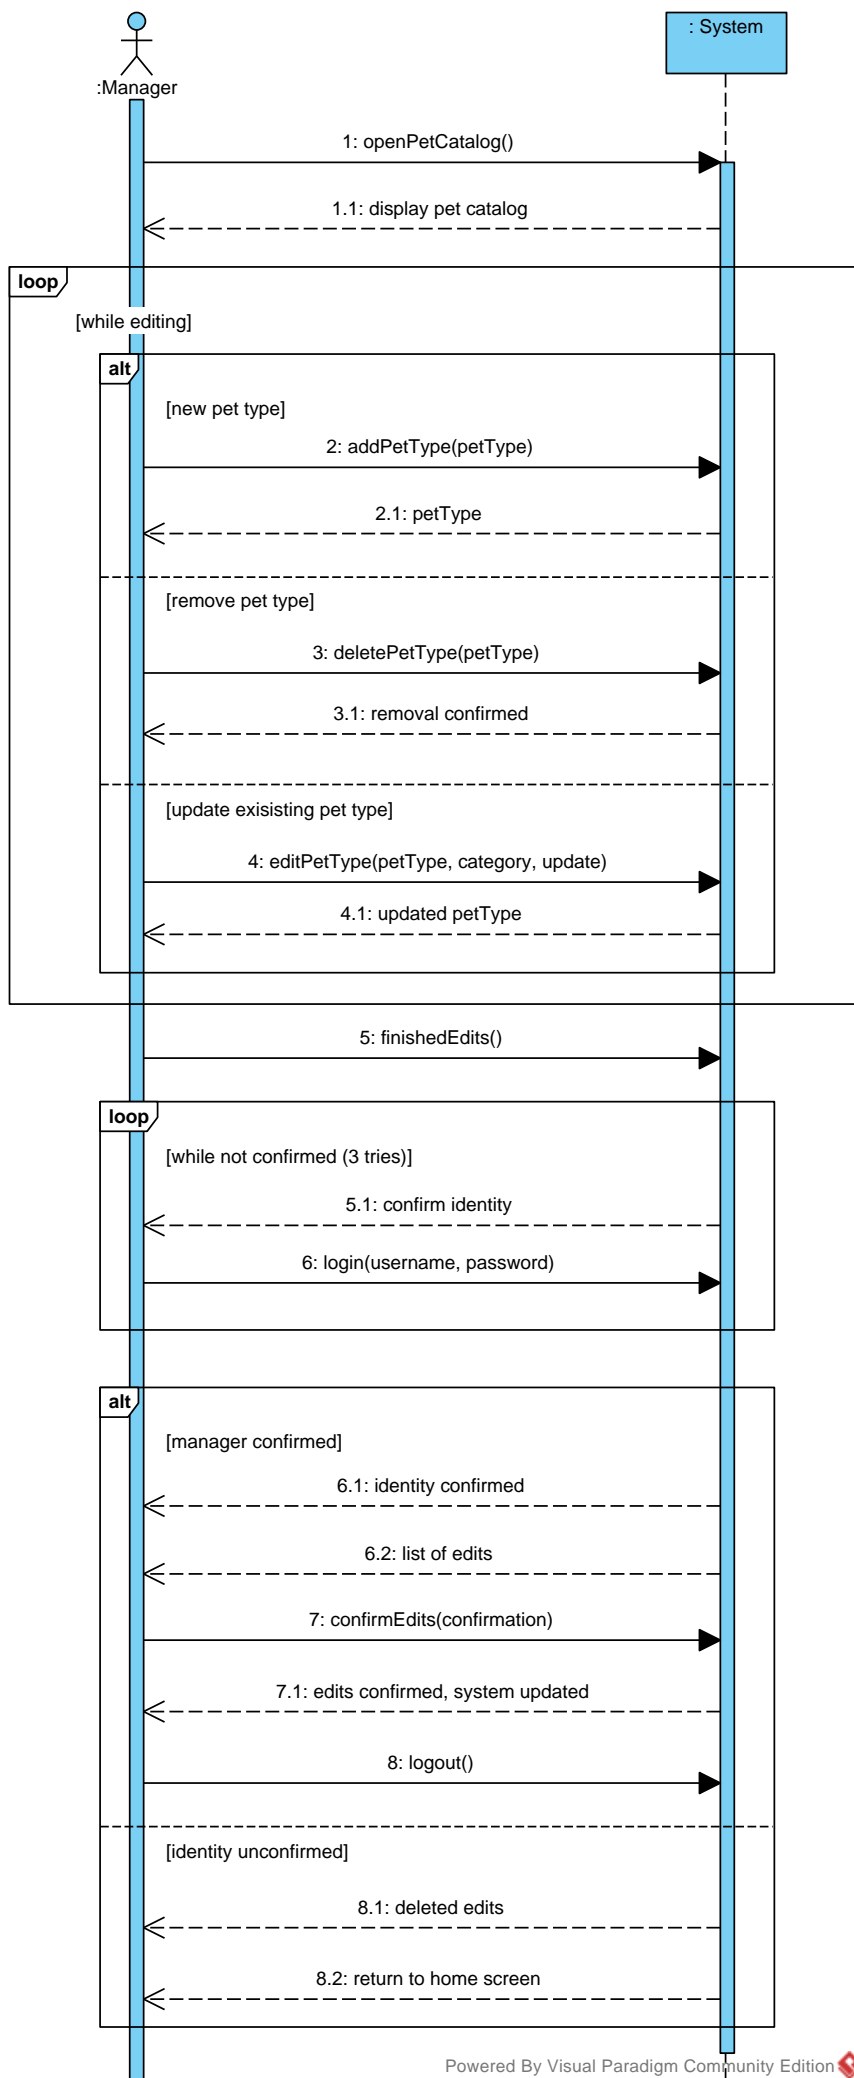 :Manager
: System
1: openPetCatalog()
1.1: display pet catalog
loop
[while editing]
alt
[new pet type]
2: addPetType(petType)
2.1: petType
[remove pet type]
3: deletePetType(petType)
3.1: removal confirmed
[update exisisting pet type]
4: editPetType(petType, category, update)
4.1: updated petType
5: finishedEdits()
loop
[while not confirmed (3 tries)]
5.1: confirm identity
6: login(username, password)
alt
[manager confirmed]
6.1: identity confirmed
6.2: list of edits
7: confirmEdits(confirmation)
7.1: edits confirmed, system updated
8: logout()
[identity unconfirmed]
8.1: deleted edits
8.2: return to home screen
Powered By Visual Paradigm Community Edition